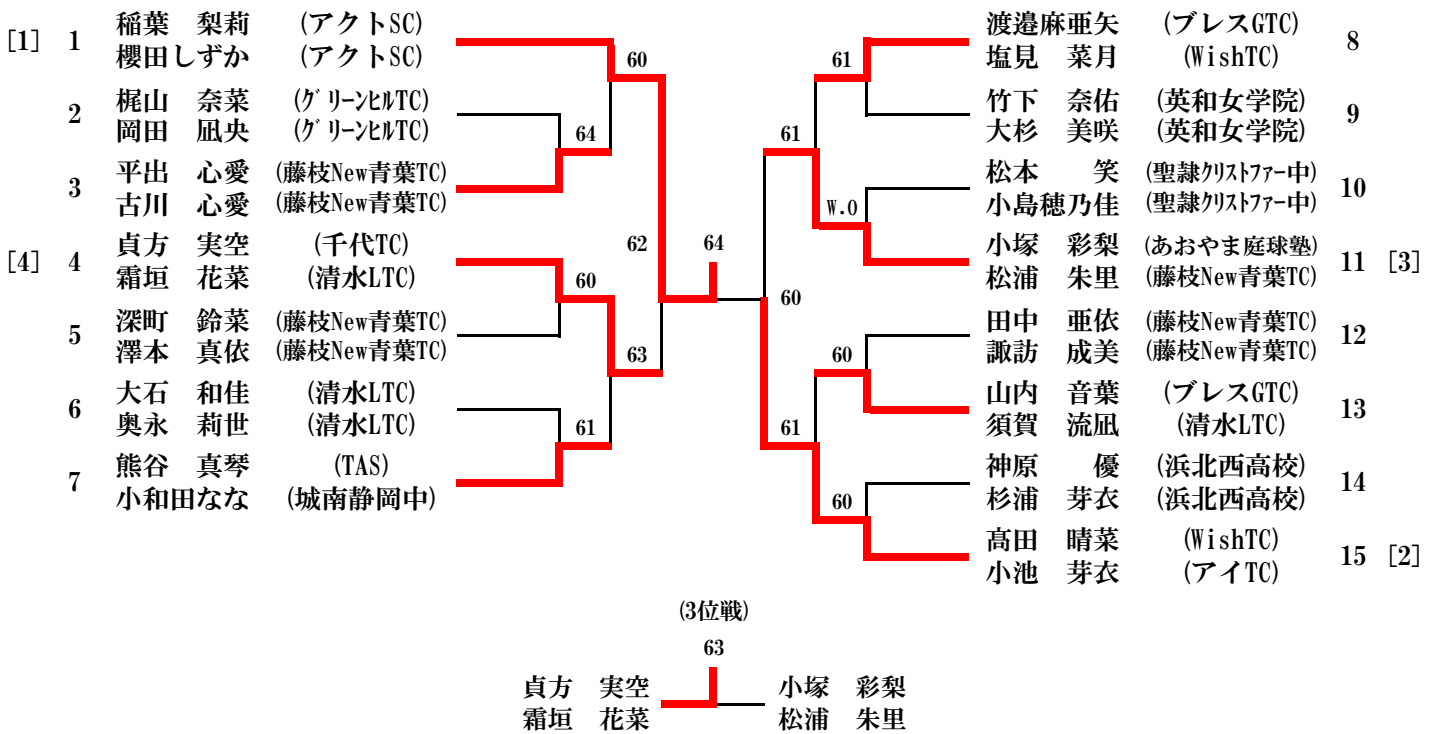 [1] 1 稲葉 梨莉 (アクトSC)
櫻田しずか (アクトSC)
2 梶山 奈菜 (グリーンヒルTC)
岡田 凪央 (グリーンヒルTC)
3 平出 心愛 (藤枝New青葉TC)
古川 心愛 (藤枝New青葉TC)
[4] 4 貞方 実空 (千代TC)
霜垣 花菜 (清水LTC)
5 深町 鈴菜 (藤枝New青葉TC)
澤本 真依 (藤枝New青葉TC)
6 大石 和佳 (清水LTC)
奥永 莉世 (清水LTC)
7 熊谷 真琴 (TAS)
小和田なな (城南静岡中)
60
64
62
60
63
61
64
61
61
W.0
60
60
61
60
渡邉麻亜矢 (ブレスGTC) 8
塩見 菜月 (WishTC)
竹下 奈佑 (英和女学院) 9
大杉 美咲 (英和女学院)
松本 笑 (聖隷クリストファー中) 10
小島穂乃佳 (聖隷クリストファー中)
小塚 彩梨 (あおやま庭球塾) 11 [3]
松浦 朱里 (藤枝New青葉TC)
田中 亜依 (藤枝New青葉TC) 12
諏訪 成美 (藤枝New青葉TC)
山内 音葉 (ブレスGTC) 13
須賀 流凪 (清水LTC)
神原 優 (浜北西高校) 14
杉浦 芽衣 (浜北西高校)
髙田 晴菜 (WishTC) 15 [2]
小池 芽衣 (アイTC)
(3位戦)
63
貞方 実空 小塚 彩梨
霜垣 花菜 松浦 朱里